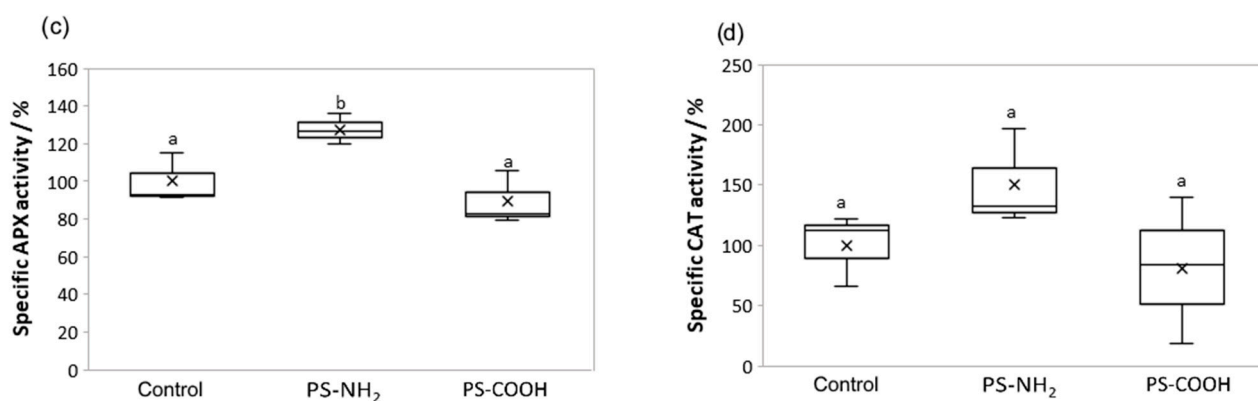 (c)
Specific APX activity / %
160
140
120
100
80
60
40
20
0
a
b
a
Control PS-NH₂ PS-COOH
(d)
Specific CAT activity / %
250
200
150
100
50
0
a
a
a
Control PS-NH₂ PS-COOH